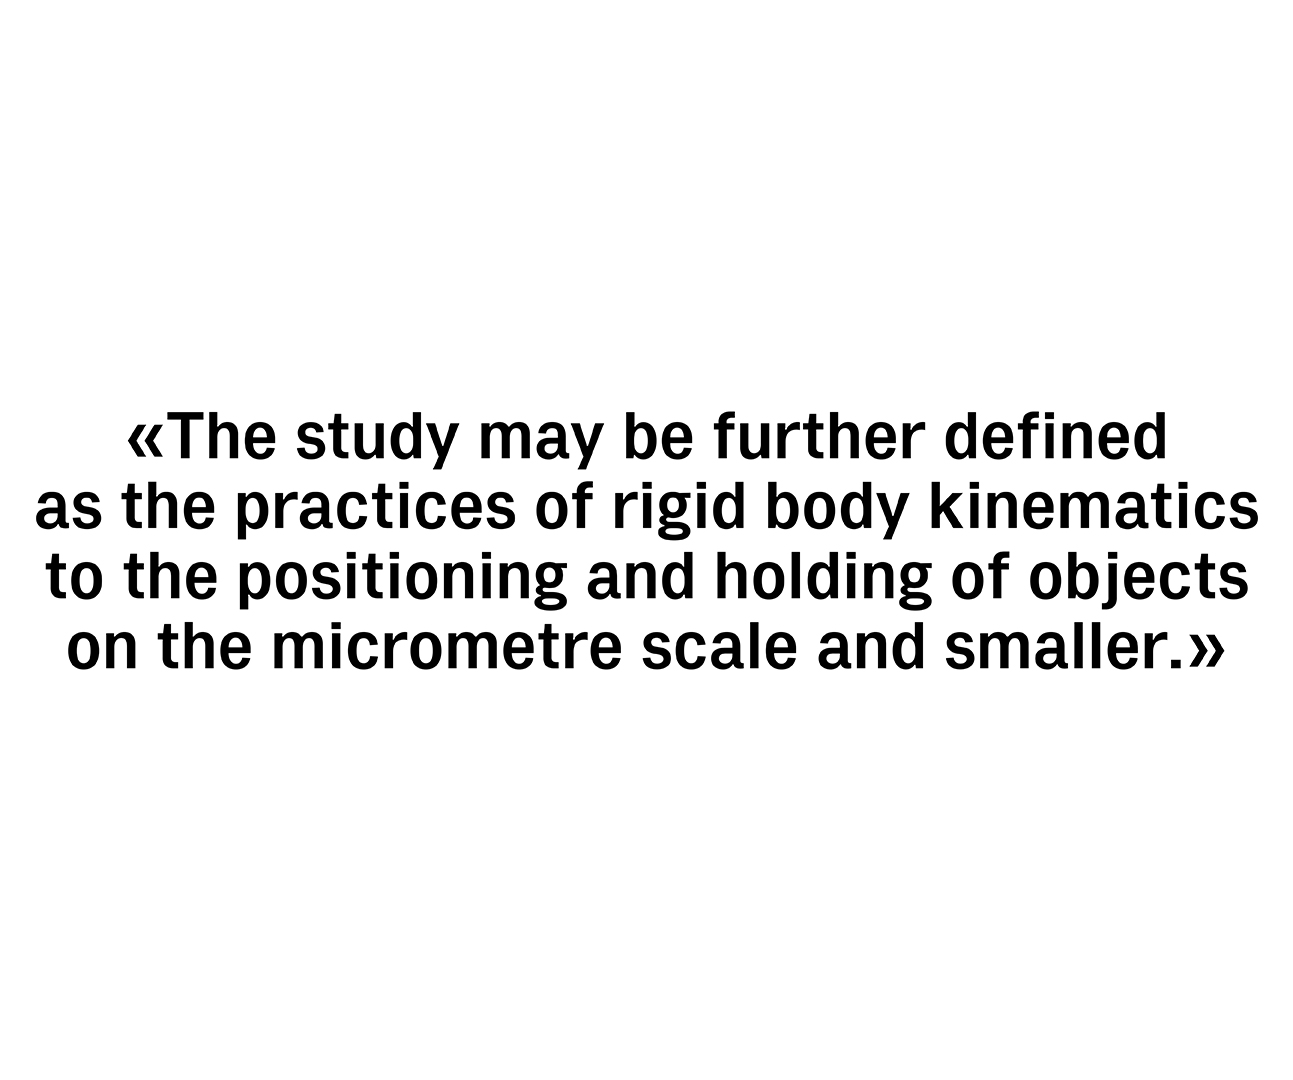 «The study may be further defined
as the practices of rigid body kinematics
to the positioning and holding of objects
on the micrometre scale and smaller.»